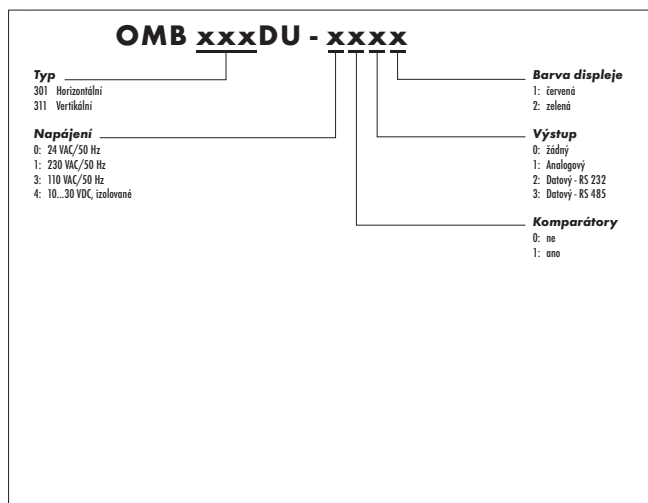 OMB xxxDU - xxxx
Typ
301 Horizontální
311 Vertikální
Napájení
0: 24 VAC/50 Hz
1: 230 VAC/50 Hz
3: 110 VAC/50 Hz
4: 10...30 VDC, izolované
Barva displeje
1: červená
2: zelená
Výstup
0: žádný
1: Analogový
2: Datový - RS 232
3: Datový - RS 485
Komparátory
0: ne
1: ano